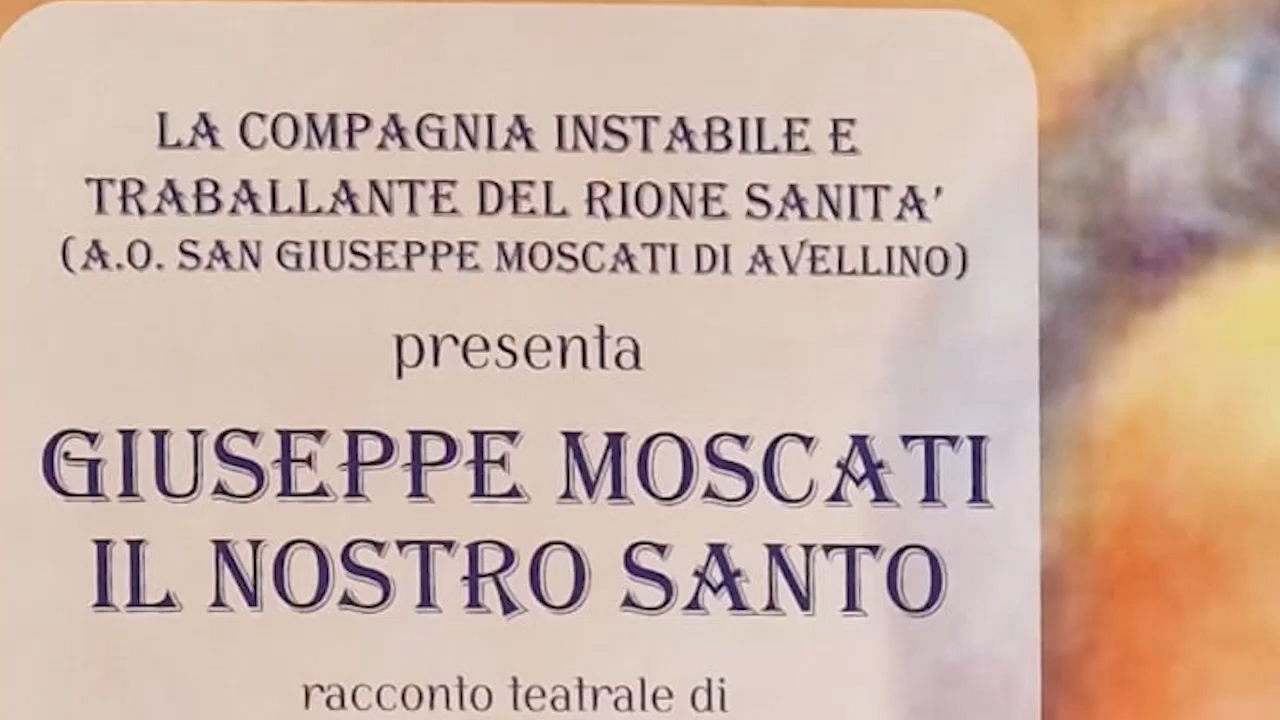 LA COMPAGNIA INSTABILE E
TRABALLANTE DEL RIONE SANITA'
(A.O. SAN GIUSEPPE MOSCATI DI AVELLINO)
presenta
GIUSEPPE MOSCATI
IL NOSTRO SANTO
racconto teatrale di